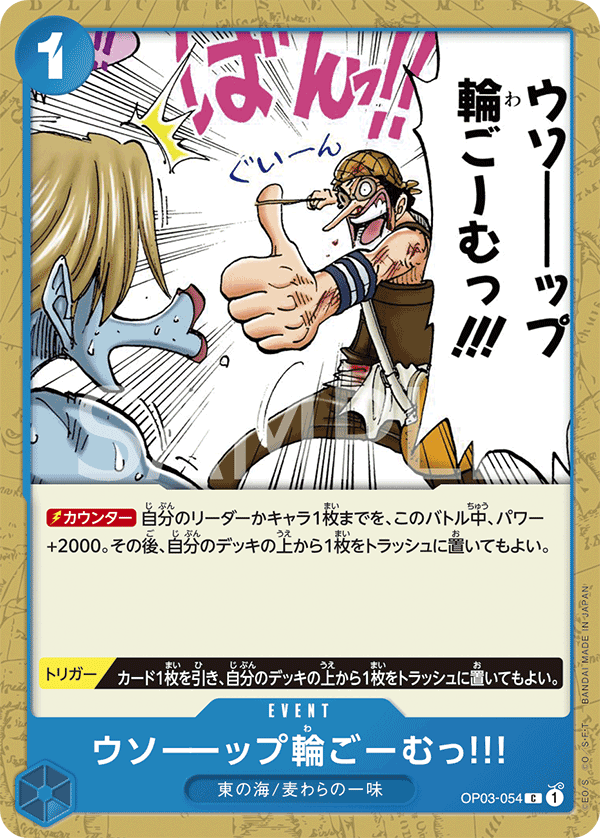 1
ばんっ!!
ぐいーん
ウソ――ップ
輪ごーむっ!!!
SAMPLE
カウンター 自分のリーダーかキャラ1枚までを、このバトル中、パワー
+2000。その後、自分のデッキの上から1枚をトラッシュに置いてもよい。
トリガー カード1枚を引き、自分のデッキの上から1枚をトラッシュに置いてもよい。
EVENT
ウソ――ップ輪ごーむっ!!!
東の海/麦わらの一味
OP03-054 C 1
©E.O. S, ©O, S・F・T・ BANDAI MADE IN JAPAN